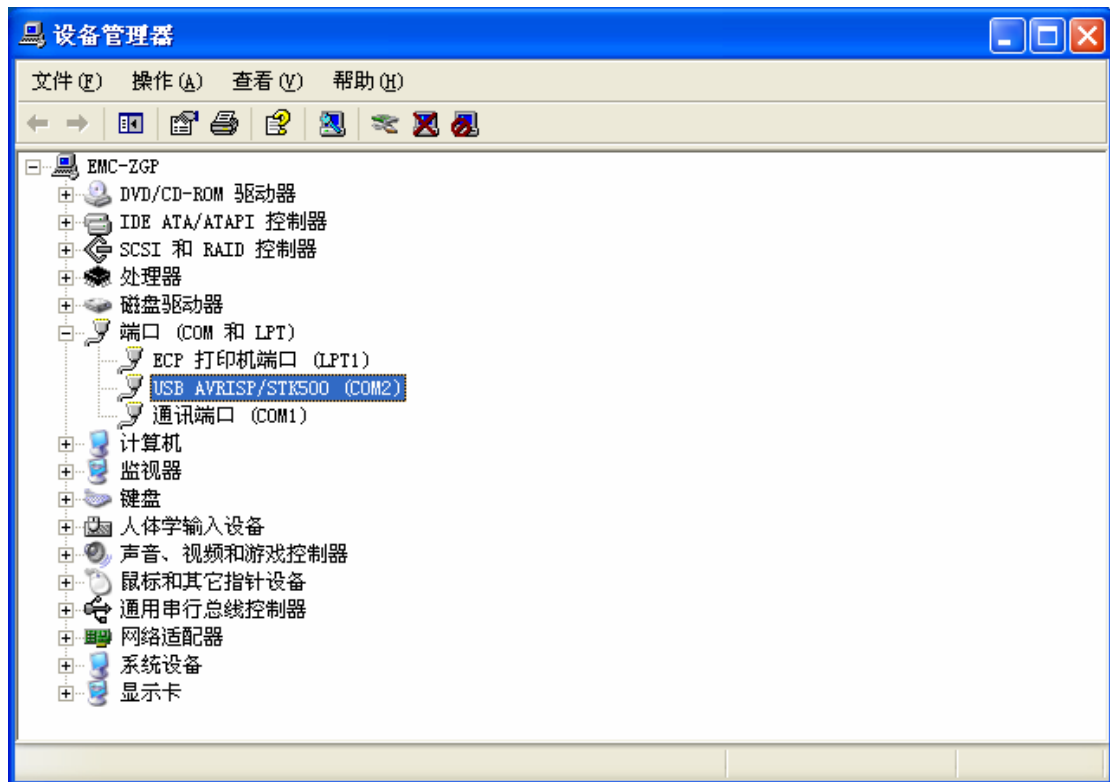 设备管理器
文件(F) 操作(A) 查看(V) 帮助(H)
EMC-ZGP
DVD/CD-ROM 驱动器
IDE ATA/ATAPI 控制器
SCSI 和 RAID 控制器
处理器
磁盘驱动器
端口 (COM 和 LPT)
ECP 打印机端口 (LPT1)
USB AVRISP/STK500 (COM2)
通讯端口 (COM1)
计算机
监视器
键盘
人体学输入设备
声音、视频和游戏控制器
鼠标和其它指针设备
通用串行总线控制器
网络适配器
系统设备
显示卡